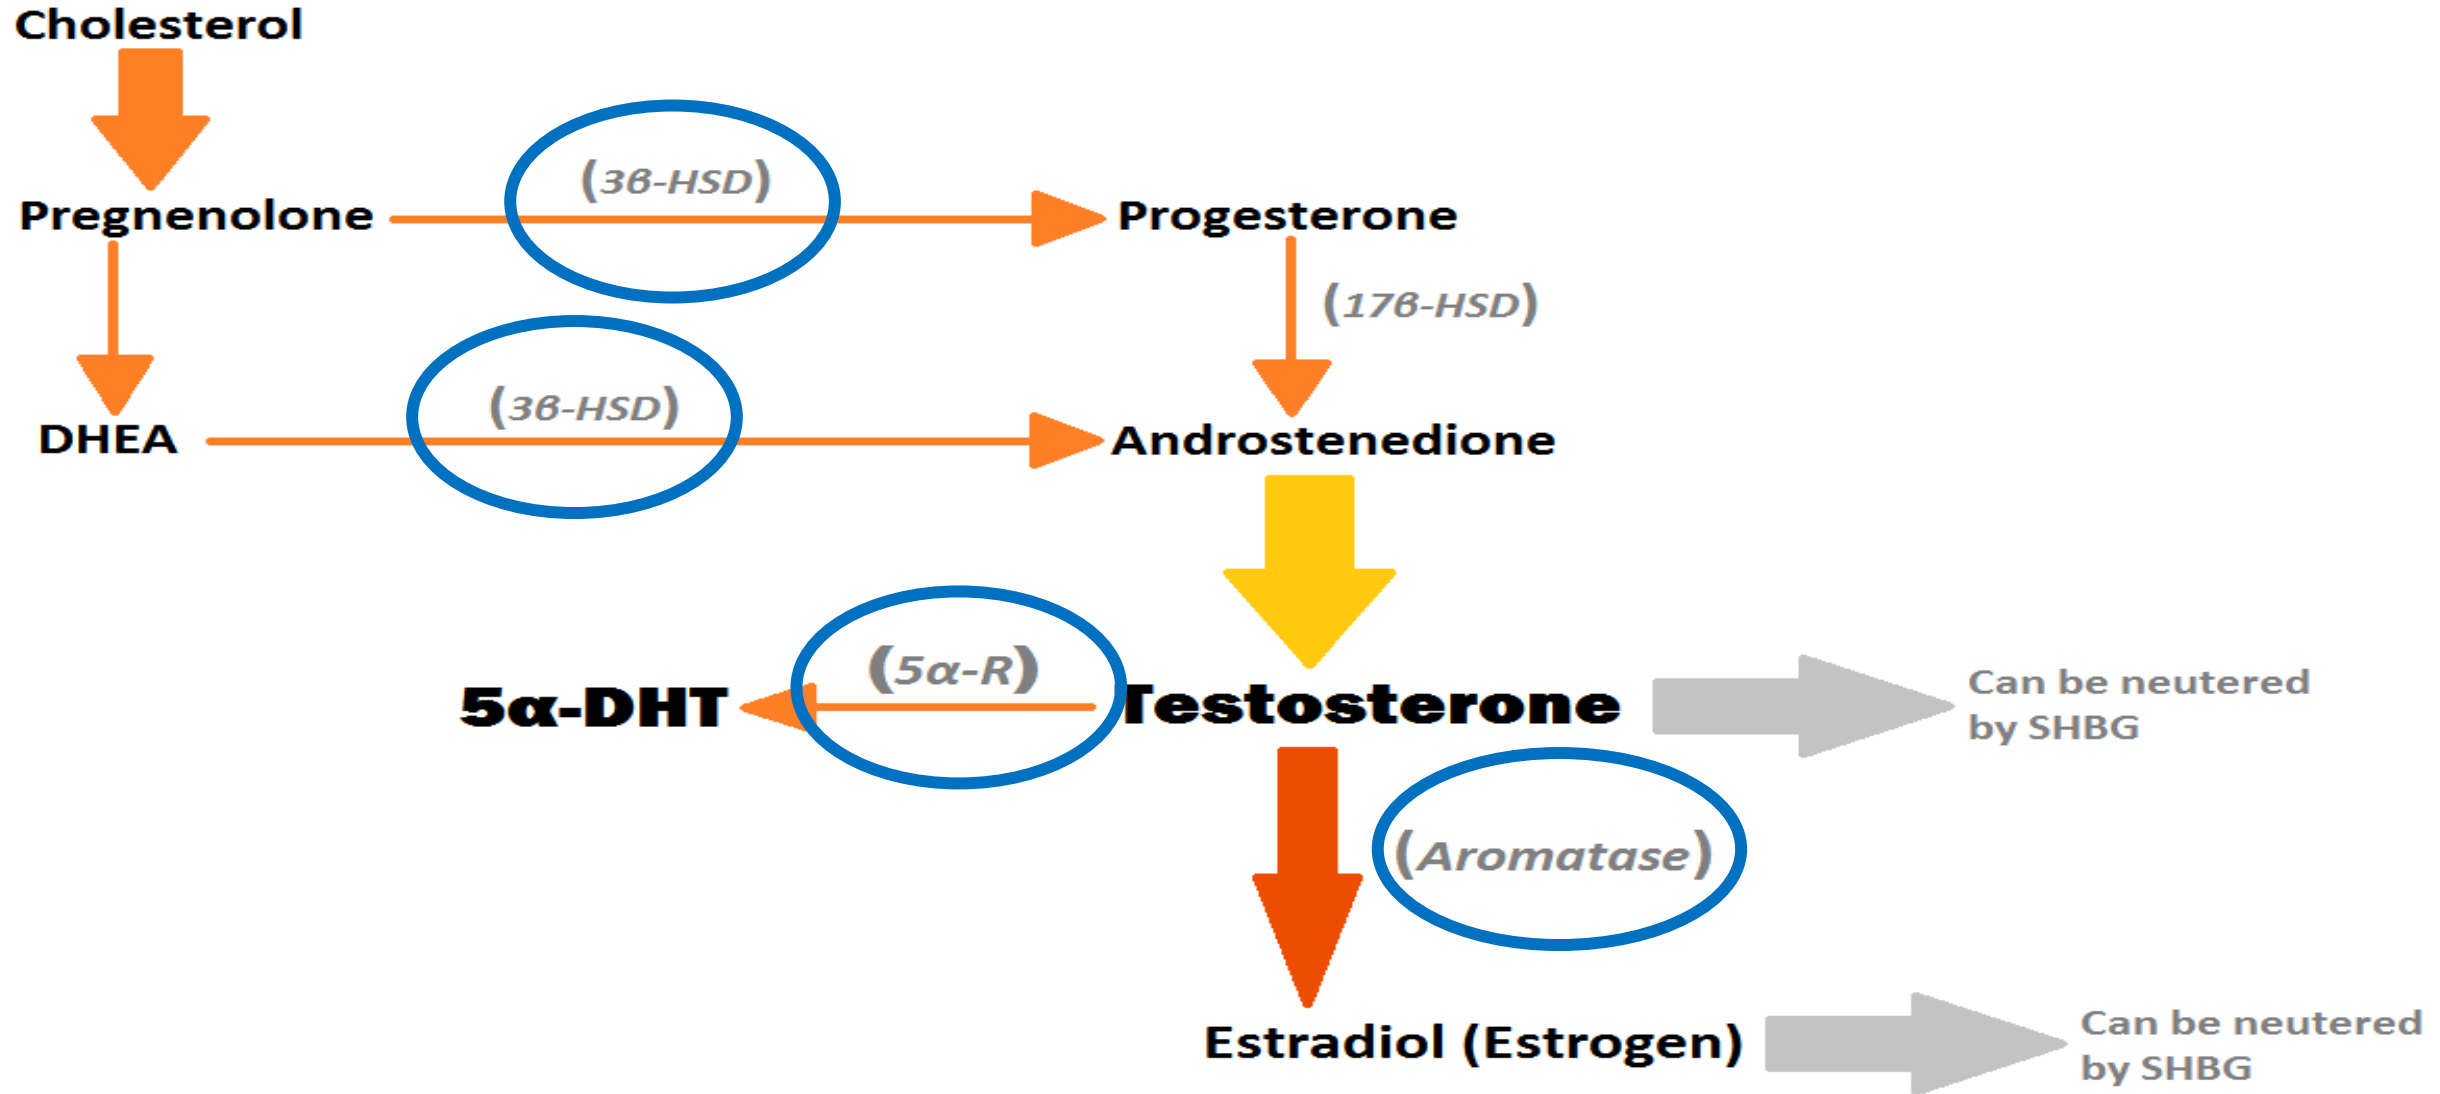 Cholesterol
(3β-HSD)
Pregnenolone
Progesterone
(17β-HSD)
(3β-HSD)
DHEA
Androstenedione
(5α-R)
5α-DHT
Testosterone
Can be neutered
by SHBG
(Aromatase)
Estradiol (Estrogen)
Can be neutered
by SHBG